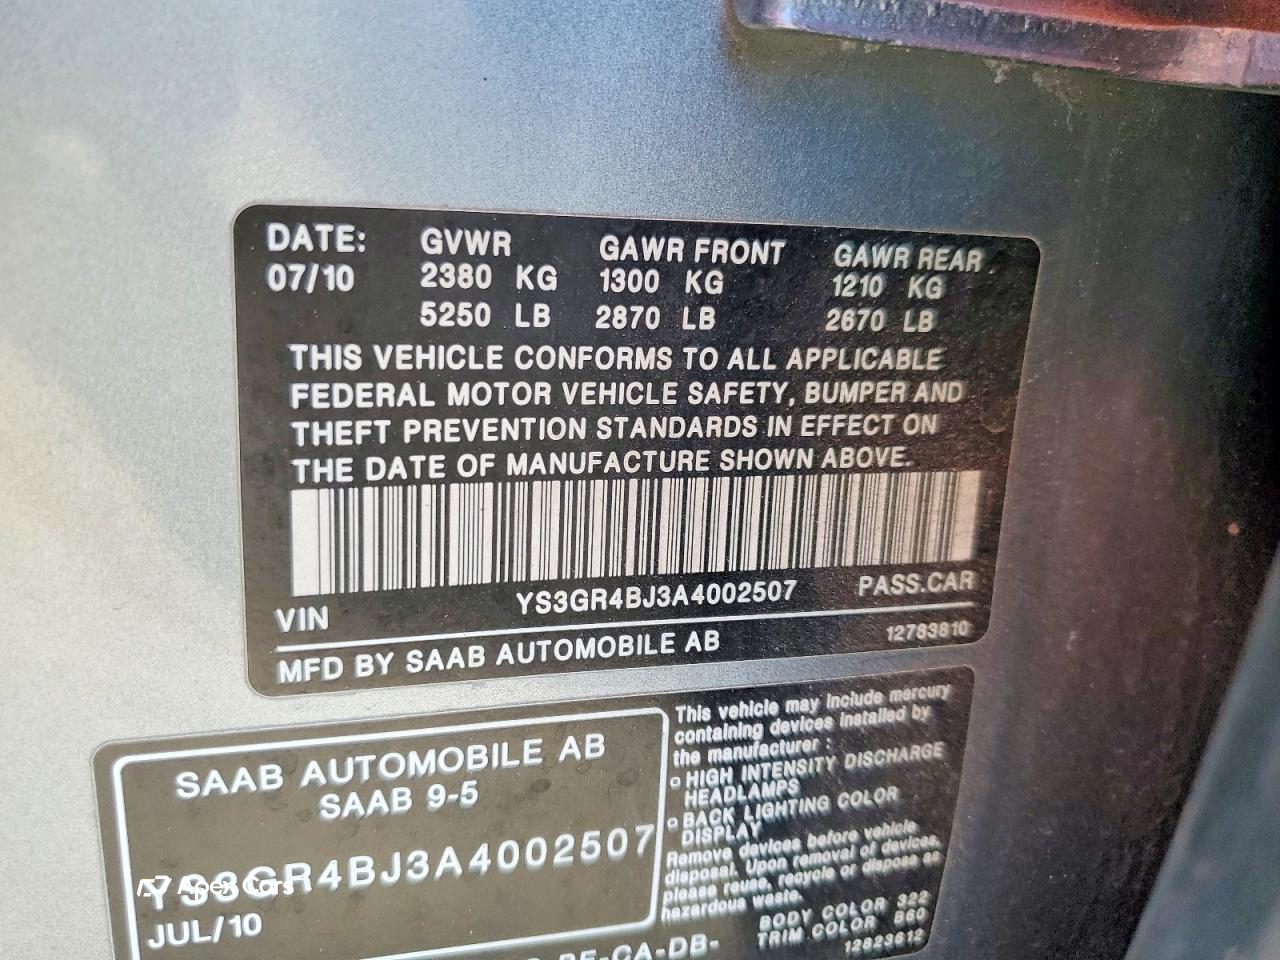 DATE: GVWR GAWR FRONT GAWR REAR
07/10 2380 KG 1300 KG 1210 KG
5250 LB 2870 LB 2670 LB
THIS VEHICLE CONFORMS TO ALL APPLICABLE
FEDERAL MOTOR VEHICLE SAFETY, BUMPER AND
THEFT PREVENTION STANDARDS IN EFFECT ON
THE DATE OF MANUFACTURE SHOWN ABOVE.
VIN YS3GR4BJ3A4002507 PASS.CAR
MFD BY SAAB AUTOMOBILE AB 12783810
SAAB AUTOMOBILE AB
SAAB 9-5
YS3GR4BJ3A4002507
Apex Cars
JUL/10
This vehicle may include mercury
containing devices installed by
the manufacturer :
HIGH INTENSITY DISCHARGE
HEADLAMPS
BACK LIGHTING COLOR
DISPLAY
Remove devices before vehicle
disposal. Upon removal of devices,
please reuse, recycle or dispose as
hazardous waste.
BODY COLOR 322
TRIM COLOR B60
12823612
-CA-DB-